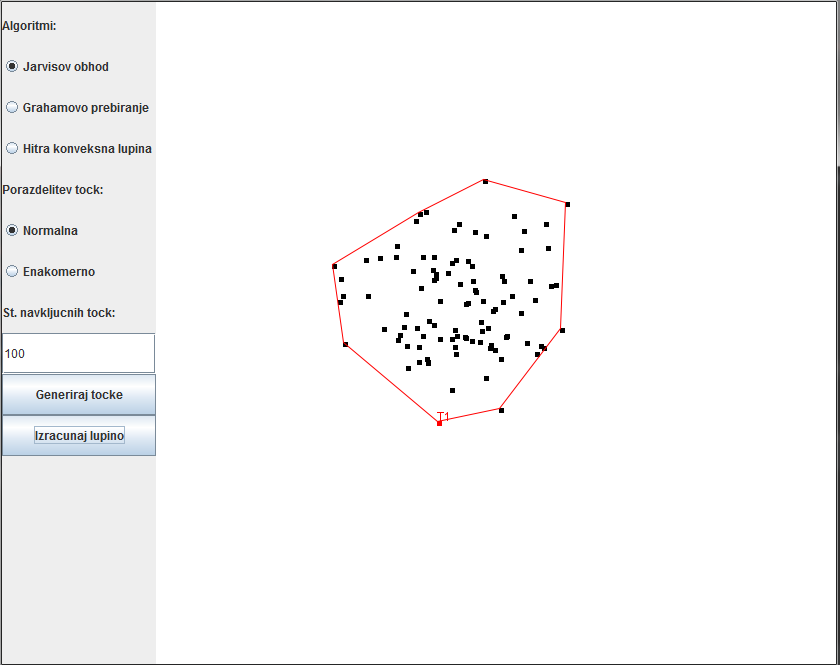 Algoritmi:
Jarvisov obhod
Grahamovo prebiranje
Hitra konveksna lupina
Porazdelitev tock:
Normalna
Enakomerno
St. navkljucnih tock:
100
Generiraj tocke
Izracunaj lupino
T1